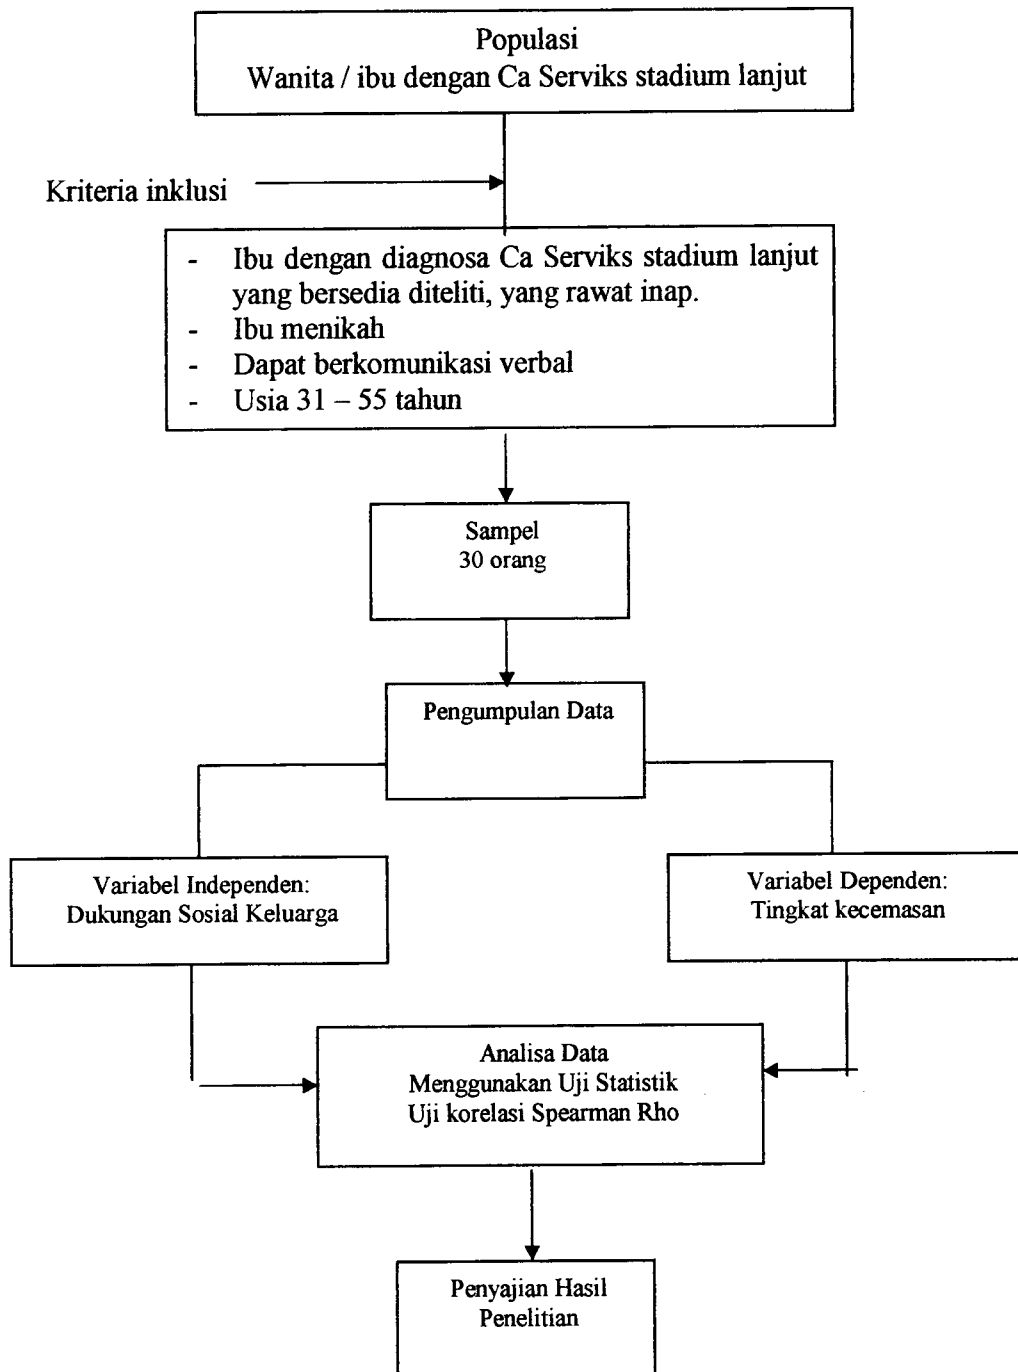 Populasi
Wanita / ibu dengan Ca Serviks stadium lanjut
Kriteria inklusi
- Ibu dengan diagnosa Ca Serviks stadium lanjut
yang bersedia diteliti, yang rawat inap.
- Ibu menikah
- Dapat berkomunikasi verbal
- Usia 31 – 55 tahun
Sampel
30 orang
Pengumpulan Data
Variabel Independen:
Dukungan Sosial Keluarga
Variabel Dependen:
Tingkat kecemasan
Analisa Data
Menggunakan Uji Statistik
Uji korelasi Spearman Rho
Penyajian Hasil
Penelitian